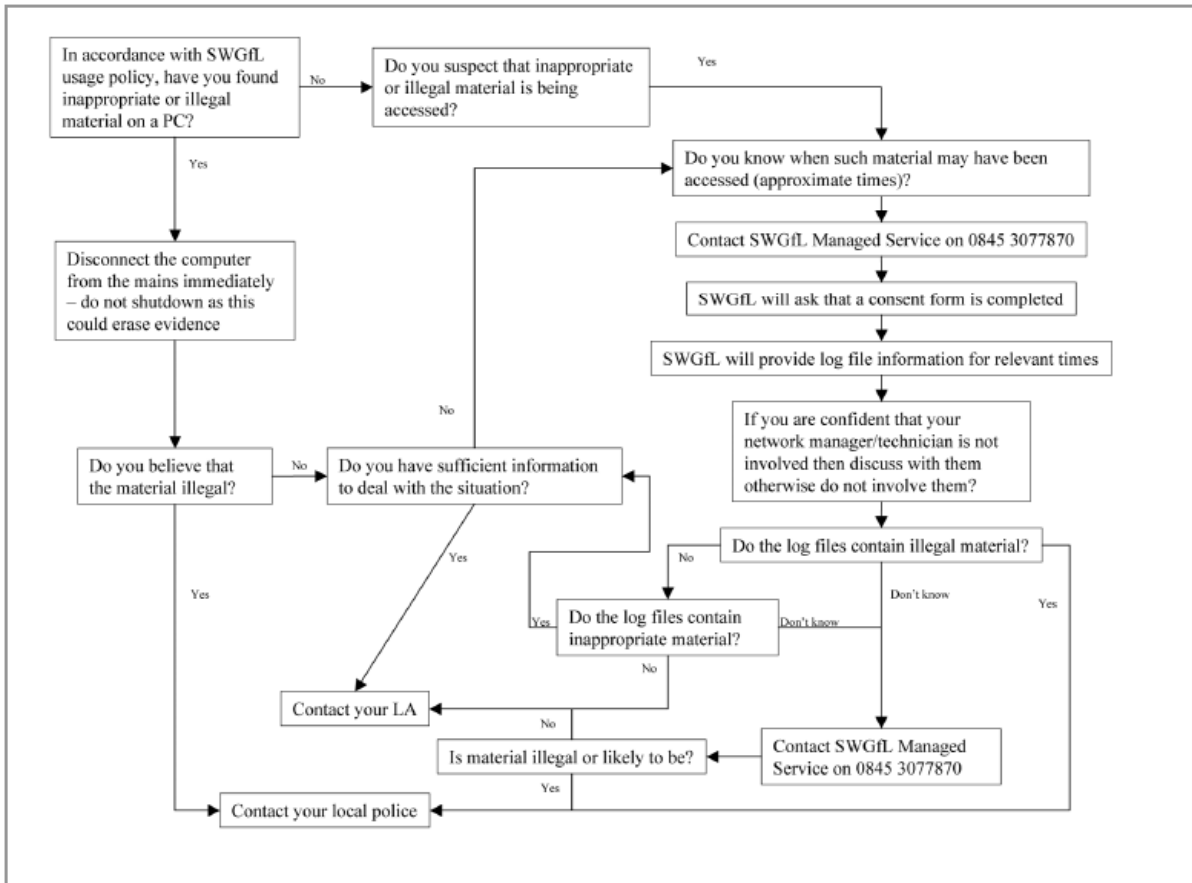 In accordance with SWGfL
usage policy, have you found
inappropriate or illegal
material on a PC?
No
Do you suspect that inappropriate
or illegal material is being
accessed?
Yes
Yes
Do you know when such material may have been
accessed (approximate times)?
Contact SWGfL Managed Service on 0845 3077870
Disconnect the computer
from the mains immediately
– do not shutdown as this
could erase evidence
SWGfL will ask that a consent form is completed
SWGfL will provide log file information for relevant times
No
If you are confident that your
network manager/technician is not
involved then discuss with them
otherwise do not involve them?
Do you believe that
the material illegal?
No
Do you have sufficient information
to deal with the situation?
Do the log files contain illegal material?
Yes
No
Yes
Don't know
Yes
Do the log files contain
inappropriate material?
Yes
Don't know
No
Contact your LA
No
Is material illegal or likely to be?
Contact SWGfL Managed
Service on 0845 3077870
Yes
Contact your local police